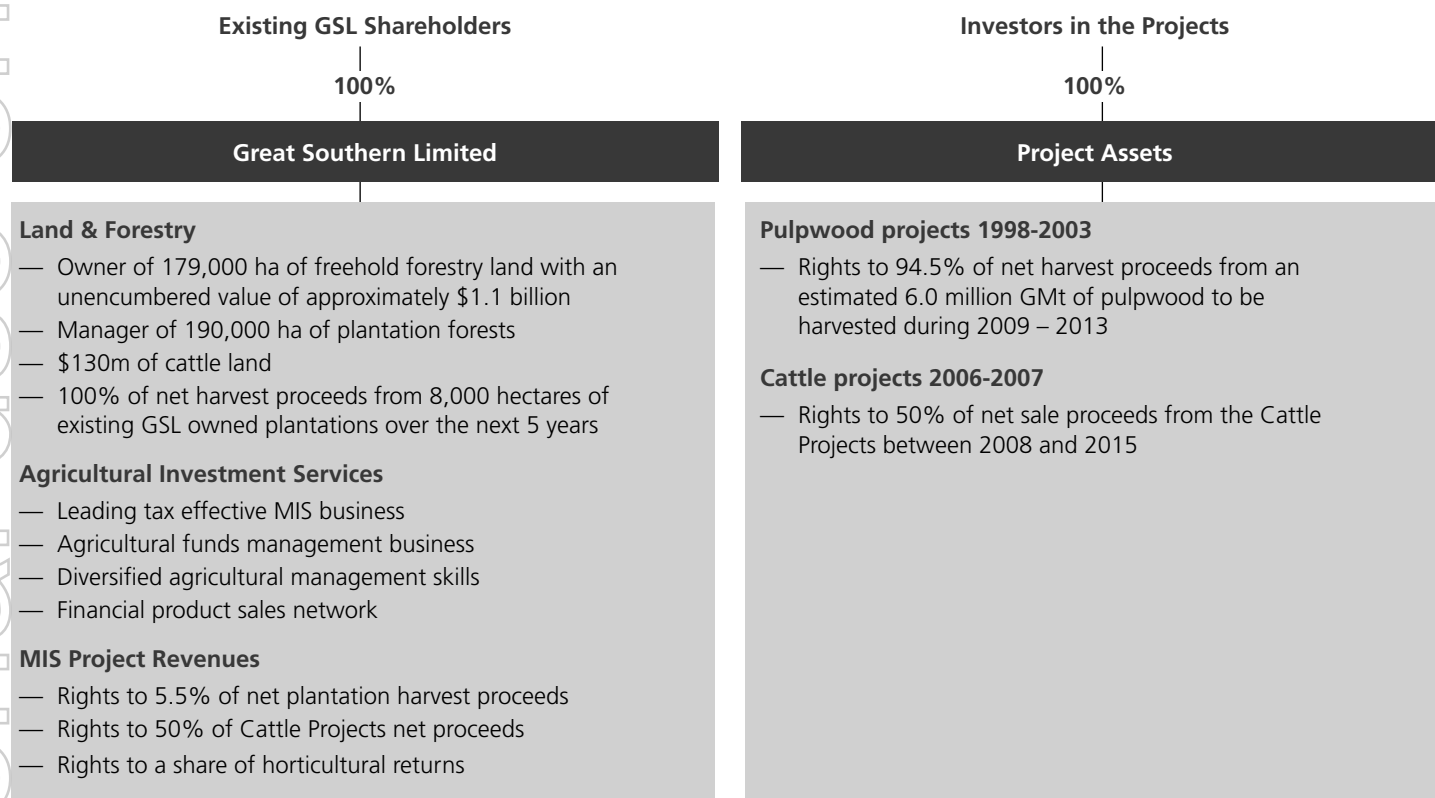 Existing GSL Shareholders
100%
Great Southern Limited
Land & Forestry
— Owner of 179,000 ha of freehold forestry land with an
unencumbered value of approximately $1.1 billion
— Manager of 190,000 ha of plantation forests
— $130m of cattle land
— 100% of net harvest proceeds from 8,000 hectares of
existing GSL owned plantations over the next 5 years
Agricultural Investment Services
— Leading tax effective MIS business
— Agricultural funds management business
— Diversified agricultural management skills
— Financial product sales network
MIS Project Revenues
— Rights to 5.5% of net plantation harvest proceeds
— Rights to 50% of Cattle Projects net proceeds
— Rights to a share of horticultural returns
Investors in the Projects
100%
Project Assets
Pulpwood projects 1998-2003
— Rights to 94.5% of net harvest proceeds from an
estimated 6.0 million GMt of pulpwood to be
harvested during 2009 – 2013
Cattle projects 2006-2007
— Rights to 50% of net sale proceeds from the Cattle
Projects between 2008 and 2015